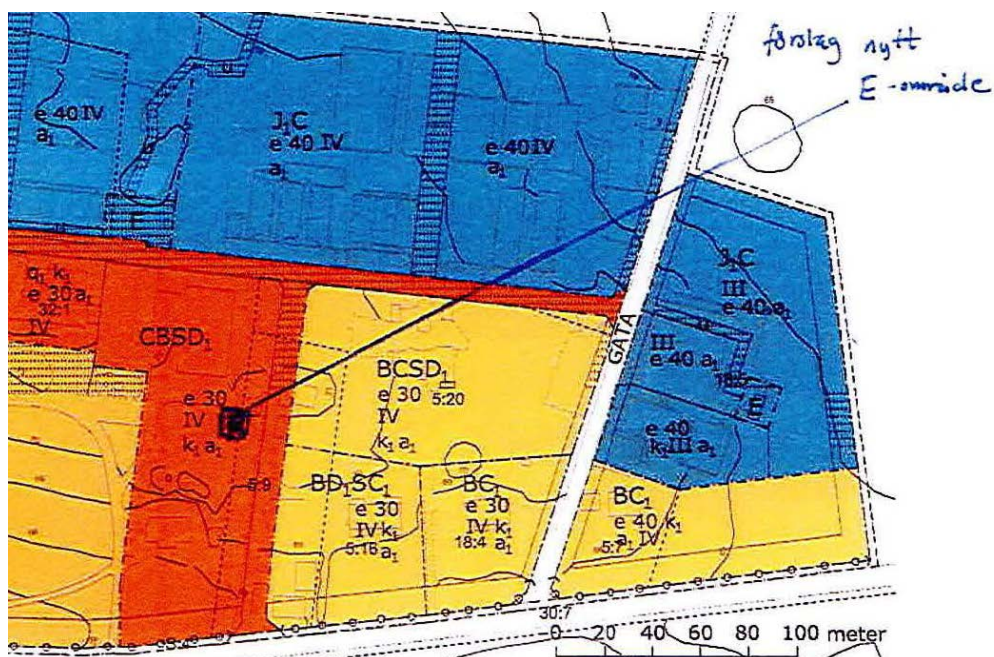 förslag nytt
E-område
e 40 IV
a₁
J₁C
e 40 IV
a₁
e 40 IV
a₁
J₁C
III
e 40 a₁
III
e 40 a₁
E
e 40
k₁III a₁
GATA
q₁ k₁
e 30 a₁
32:1
IV
CBSD₁
e 30
IV
k₁ a₁
5:9
BCSD₁
e 30
5:20
IV
k₁ a₁
BD₁SC₁
e 30
IV k₁
5:16 a₁
BC₁
e 30
IV k₁
18:4 a₁
BC₁
e 40 k₁
a₁ IV
5:7
30:7
0 20 40 60 80 100 meter